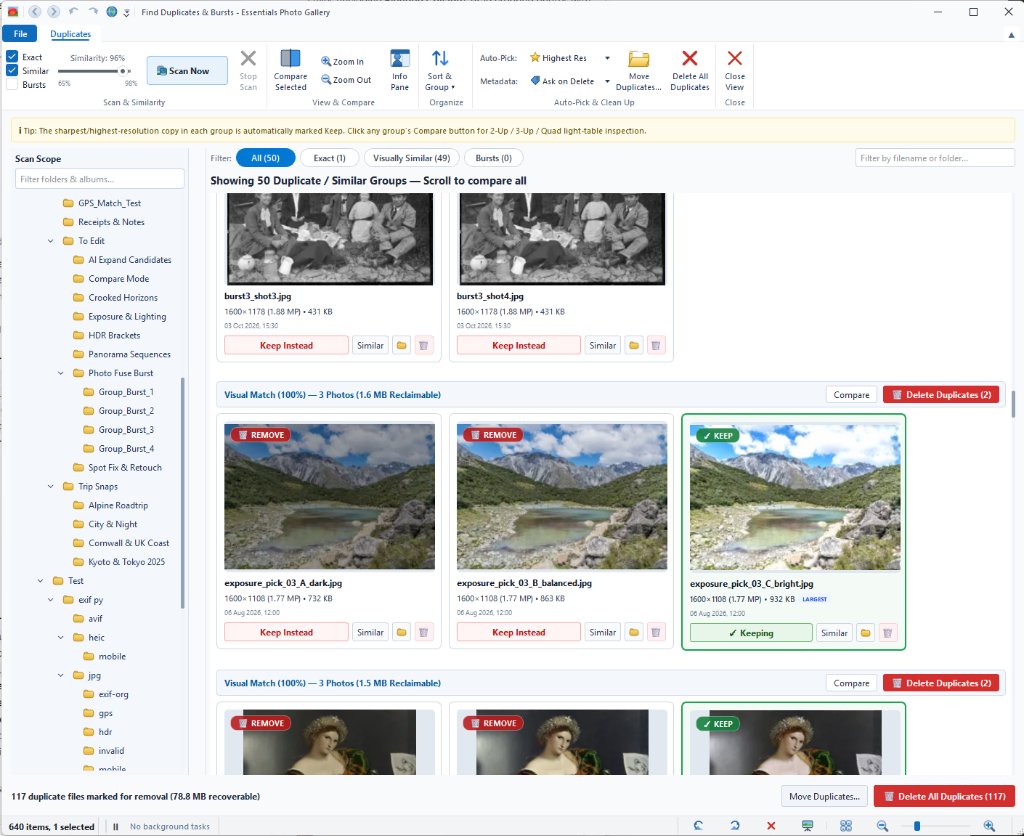 Find Duplicates & Bursts - Essentials Photo Gallery
File
Duplicates
Exact
Similar
Bursts
Similarity: 96%
65%
98%
Scan Now
Stop Scan
Scan & Similarity
Compare Selected
Zoom In
Zoom Out
Info Pane
View & Compare
Sort & Group
Organize
Auto-Pick:
Highest Res
Metadata:
Ask on Delete
Move Duplicates...
Delete All Duplicates
Auto-Pick & Clean Up
Close View
Close
Tip: The sharpest/highest-resolution copy in each group is automatically marked Keep. Click any group's Compare button for 2-Up / 3-Up / Quad light-table inspection.
Scan Scope
Filter folders & albums...
GPS_Match_Test
Receipts & Notes
To Edit
AI Expand Candidates
Compare Mode
Crooked Horizons
Exposure & Lighting
HDR Brackets
Panorama Sequences
Photo Fuse Burst
Group_Burst_1
Group_Burst_2
Group_Burst_3
Group_Burst_4
Spot Fix & Retouch
Trip Snaps
Alpine Roadtrip
City & Night
Cornwall & UK Coast
Kyoto & Tokyo 2025
Test
exif py
avif
heic
mobile
jpg
exif-org
gps
hdr
invalid
mobile
Filter:
All (50)
Exact (1)
Visually Similar (49)
Bursts (0)
Filter by filename or folder...
Showing 50 Duplicate / Similar Groups — Scroll to compare all
burst3_shot3.jpg
1600×1178 (1.88 MP) • 431 KB
03 Oct 2026, 15:30
Keep Instead
Similar
burst3_shot4.jpg
1600×1178 (1.88 MP) • 431 KB
03 Oct 2026, 15:30
Keep Instead
Similar
Visual Match (100%) — 3 Photos (1.6 MB Reclaimable)
Compare
Delete Duplicates (2)
REMOVE
exposure_pick_03_A_dark.jpg
1600×1108 (1.77 MP) • 732 KB
06 Aug 2026, 12:00
Keep Instead
Similar
REMOVE
exposure_pick_03_B_balanced.jpg
1600×1108 (1.77 MP) • 863 KB
06 Aug 2026, 12:00
Keep Instead
Similar
✓ KEEP
exposure_pick_03_C_bright.jpg
1600×1108 (1.77 MP) • 932 KB LARGEST
06 Aug 2026, 12:00
✓ Keeping
Similar
Visual Match (100%) — 3 Photos (1.5 MB Reclaimable)
Compare
Delete Duplicates (2)
REMOVE
REMOVE
✓ KEEP
117 duplicate files marked for removal (78.8 MB recoverable)
Move Duplicates...
Delete All Duplicates (117)
640 items, 1 selected
No background tasks